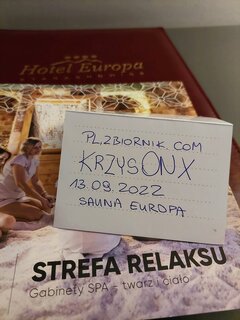 ★★★★
Hotel Europa
PLZBIORNIK.COM
KRZYSONX
13.09.2022
SAUNA EUROPA
STREFA RELAKSU
Gabinety SPA - twarz i ciało